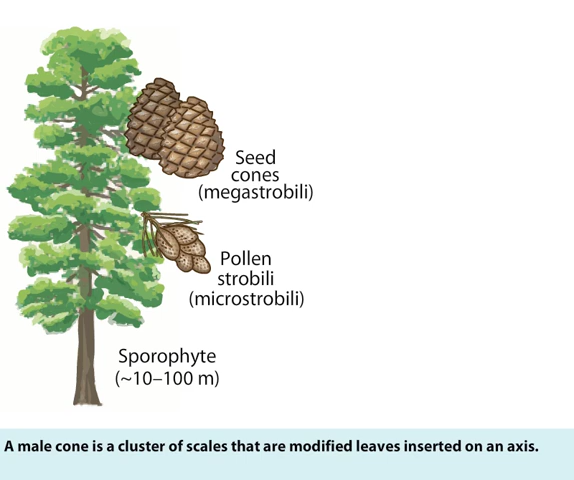 Seed
cones
(megastrobili)
Pollen
strobili
(microstrobili)
Sporophyte
(~10–100 m)
A male cone is a cluster of scales that are modified leaves inserted on an axis.